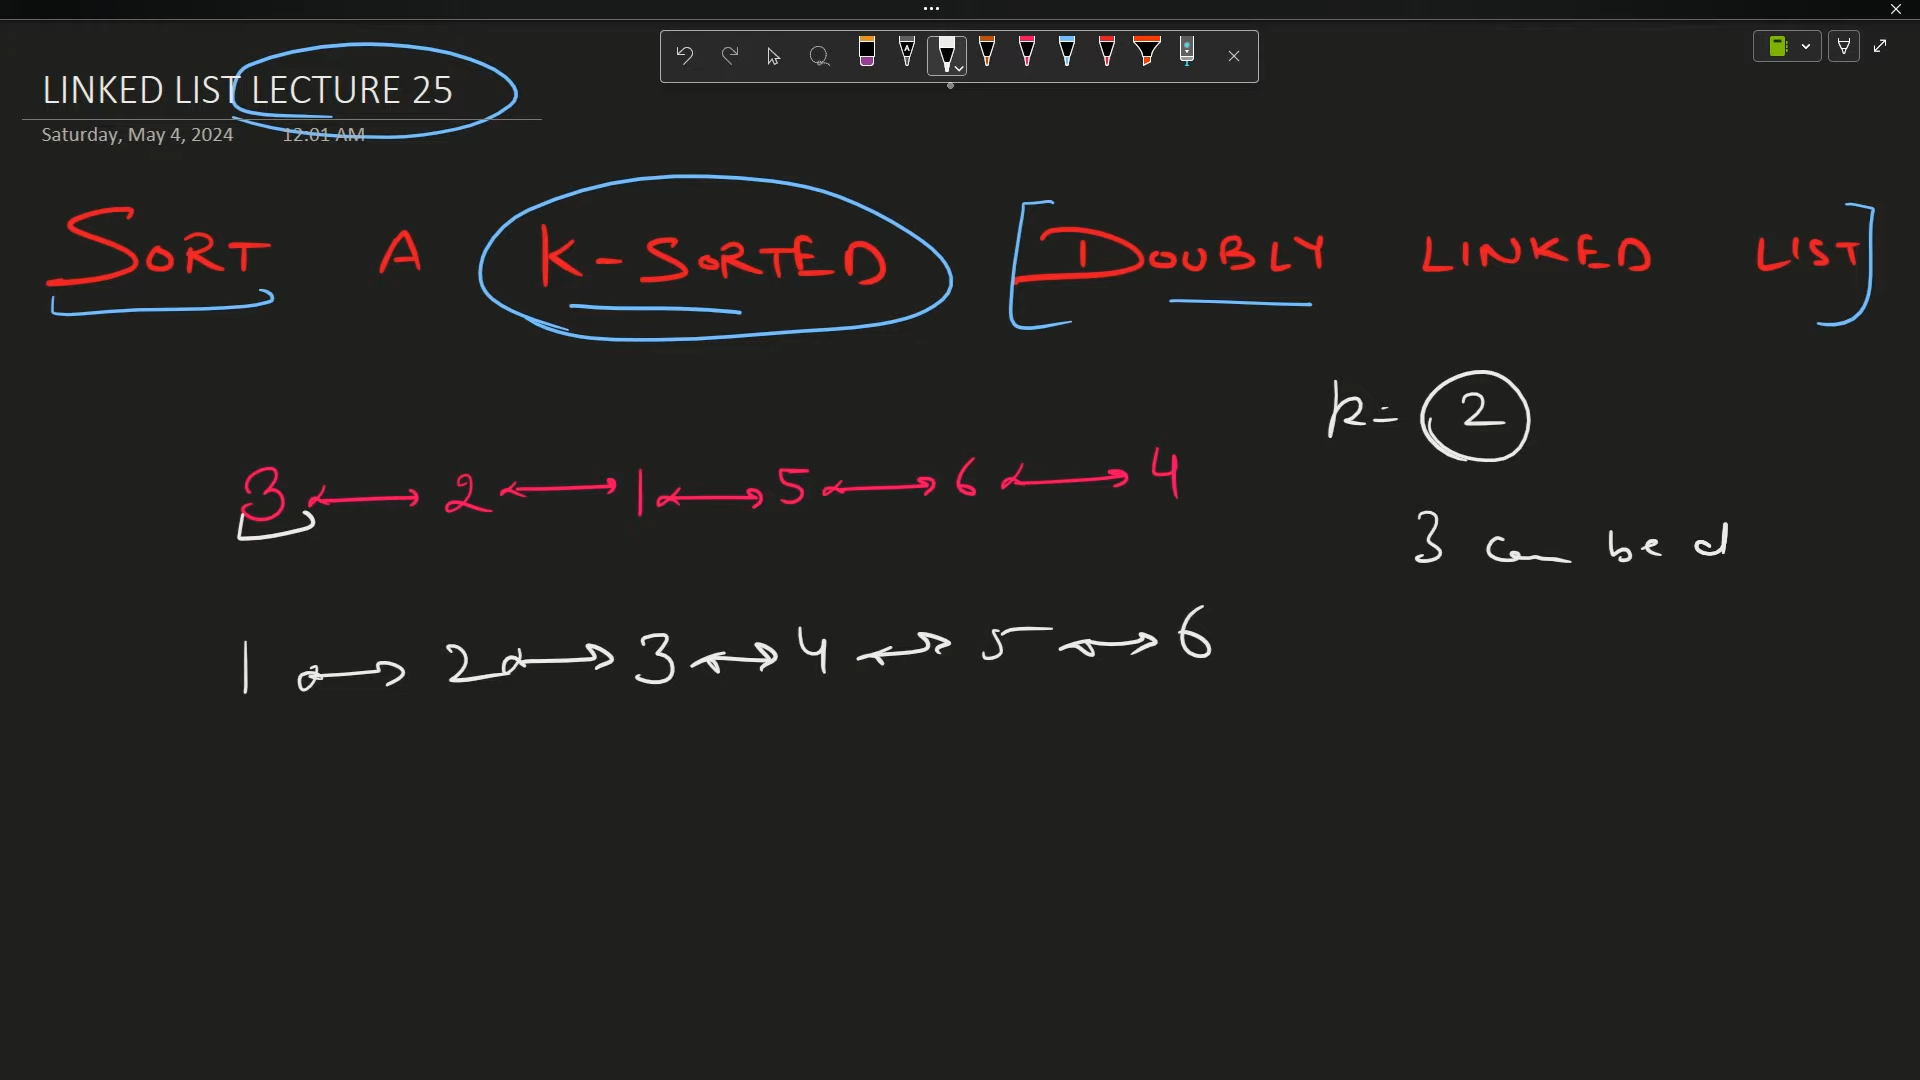 LINKED LIST LECTURE 25
Saturday, May 4, 2024 12:01 AM
SORT A K-SORTED [DOUBLY LINKED LIST]
k = 2
3 ↔ 2 ↔ 1 ↔ 5 ↔ 6 ↔ 4
3 can be d
1 ↔ 2 ↔ 3 ↔ 4 ↔ 5 ↔ 6